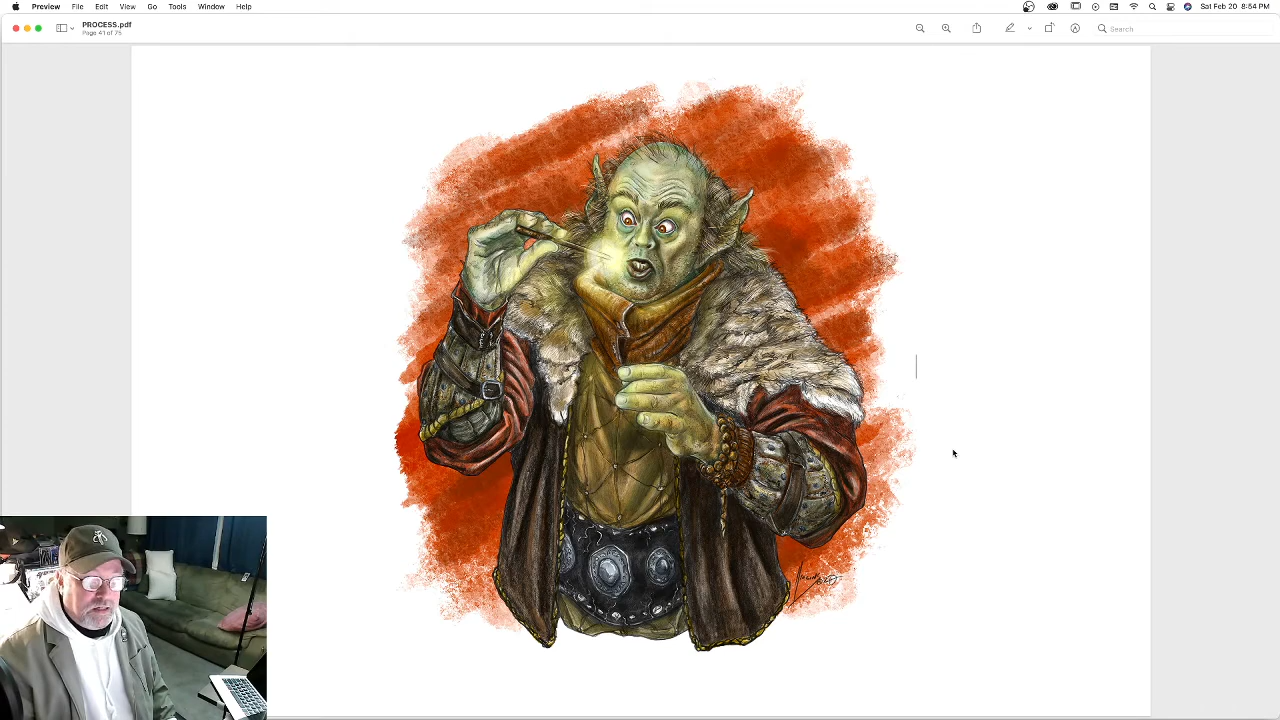 Preview File Edit View Go Tools Window Help
Sat Feb 20 8:54 PM
PROCESS.pdf
Page 41 of 75
Search